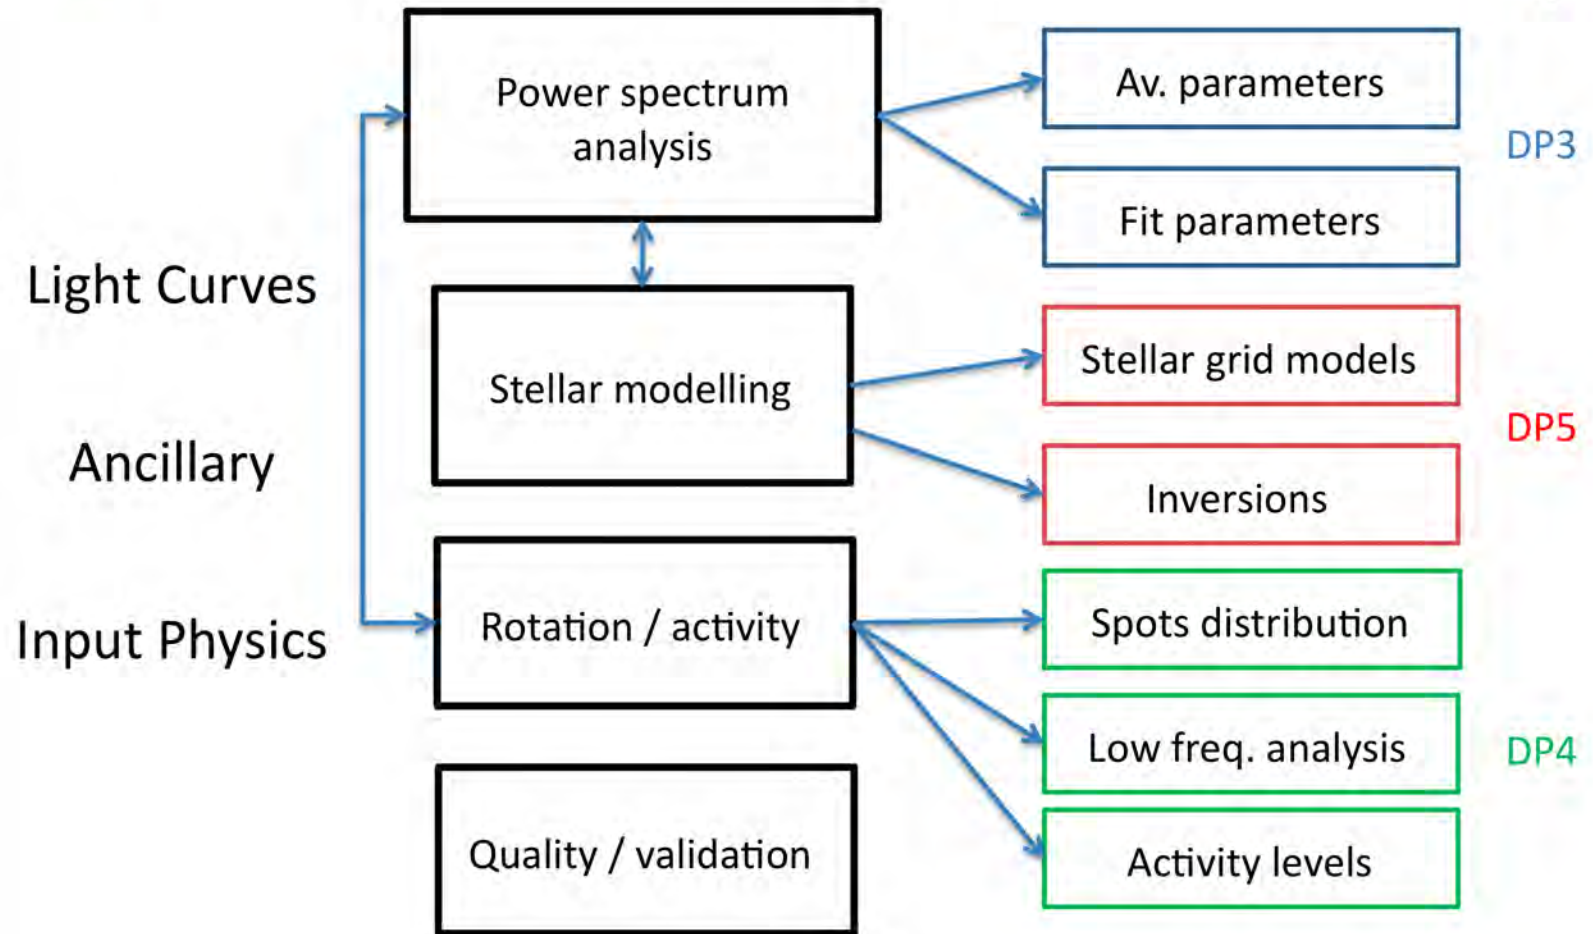 Light Curves
Ancillary
Input Physics
Power spectrum
analysis
Stellar modelling
Rotation / activity
Quality / validation
Av. parameters
Fit parameters
DP3
Stellar grid models
Inversions
DP5
Spots distribution
Low freq. analysis
Activity levels
DP4